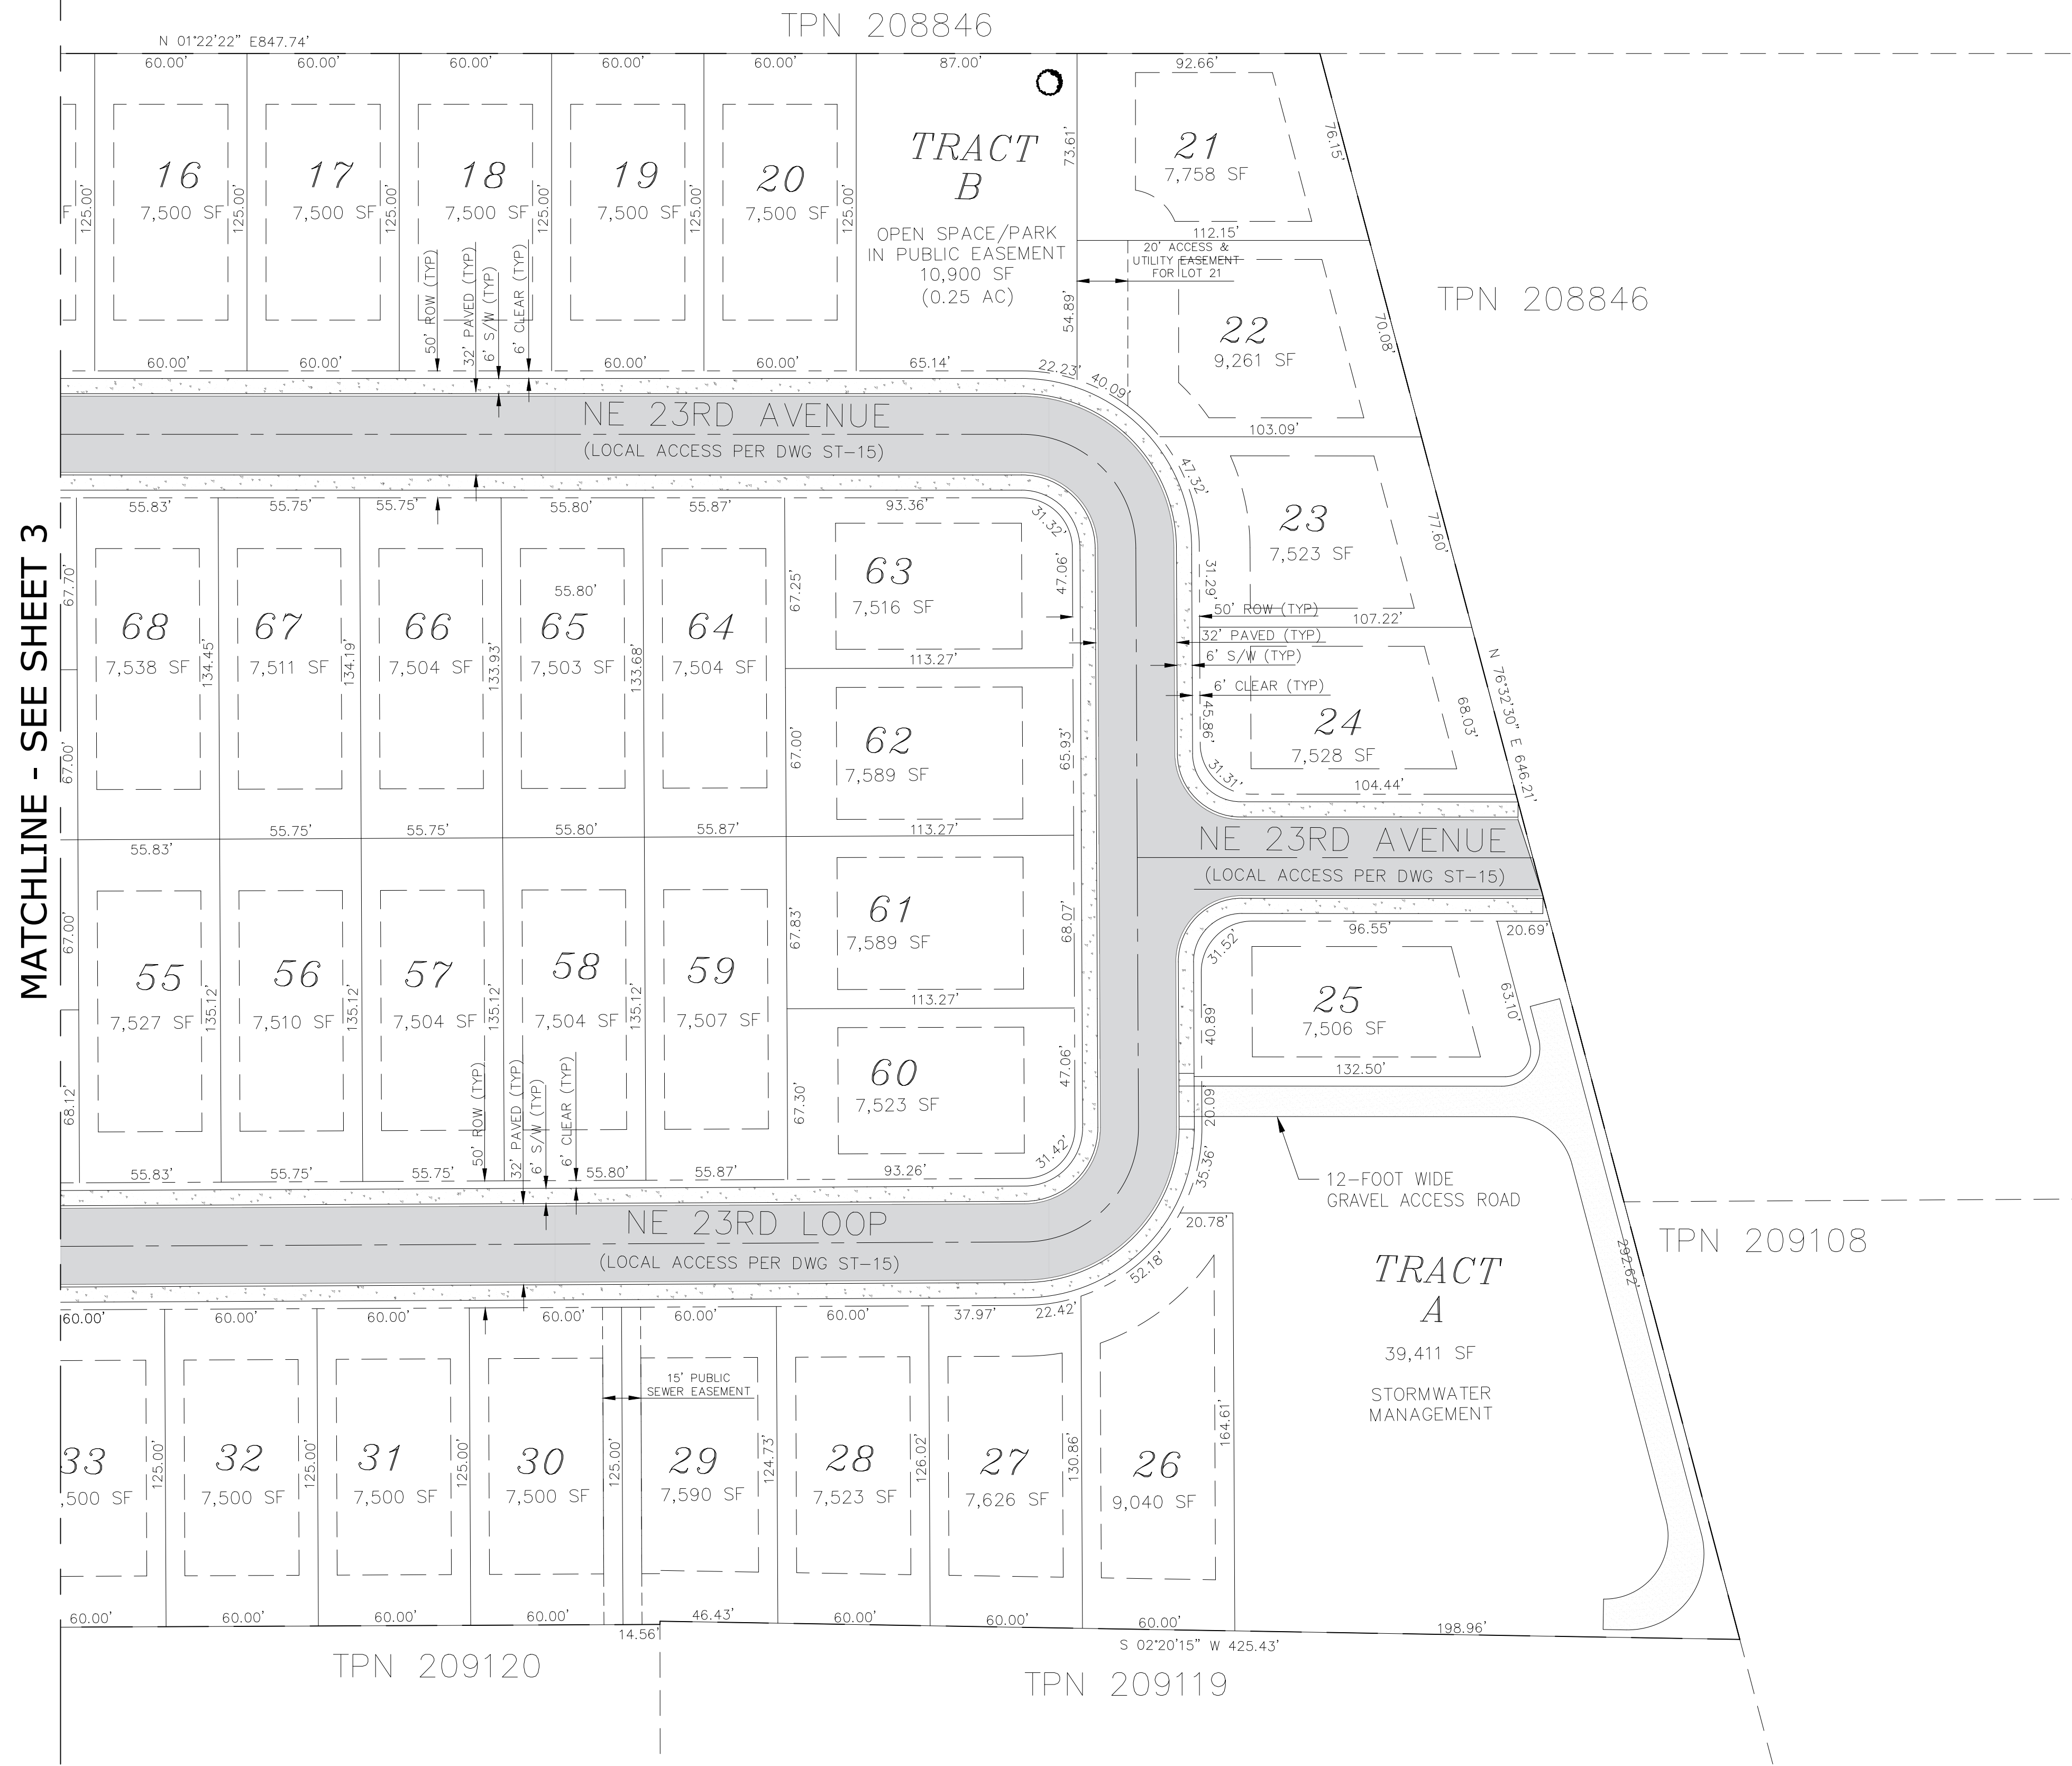 TPN 208846
N 01°22'22" E847.74'
60.00'
60.00'
60.00'
60.00'
60.00'
87.00'
92.66'
16
7,500 SF
125.00'
F
125.00'
17
7,500 SF
125.00'
18
7,500 SF
125.00'
19
7,500 SF
125.00'
20
7,500 SF
125.00'
TRACT
B
OPEN SPACE/PARK
IN PUBLIC EASEMENT
10,900 SF
(0.25 AC)
73.61'
54.89'
21
7,758 SF
76.15'
112.15'
20' ACCESS &
UTILITY EASEMENT
FOR LOT 21
22
9,261 SF
70.08'
103.09'
TPN 208846
50' ROW (TYP)
32' PAVED (TYP)
6' S/W (TYP)
6' CLEAR (TYP)
60.00'
60.00'
60.00'
60.00'
65.14'
22.23'
40.09'
47.32'
NE 23RD AVENUE
(LOCAL ACCESS PER DWG ST-15)
23
7,523 SF
77.60'
31.29'
107.22'
50' ROW (TYP)
32' PAVED (TYP)
6' S/W (TYP)
6' CLEAR (TYP)
45.86'
31.31'
24
7,528 SF
68.03'
104.44'
N 76°32'30" E 646.21'
MATCHLINE - SEE SHEET 3
55.83'
55.75'
55.75'
55.80'
55.87'
93.36'
31.32'
67.70'
68
7,538 SF
134.45'
67
7,511 SF
134.19'
66
7,504 SF
133.93'
55.80'
65
7,503 SF
133.68'
64
7,504 SF
67.25'
63
7,516 SF
47.06'
113.27'
67.00'
67.00'
62
7,589 SF
65.93'
113.27'
55.83'
55.75'
55.75'
55.80'
55.87'
NE 23RD AVENUE
(LOCAL ACCESS PER DWG ST-15)
67.00'
55
7,527 SF
135.12'
56
7,510 SF
135.12'
57
7,504 SF
135.12'
58
7,504 SF
135.12'
59
7,507 SF
67.83'
61
7,589 SF
68.07'
113.27'
68.12'
67.30'
60
7,523 SF
47.06'
31.42'
31.52'
96.55'
20.69'
25
7,506 SF
63.10'
40.89'
132.50'
20.09'
35.36'
12-FOOT WIDE
GRAVEL ACCESS ROAD
50' ROW (TYP)
32' PAVED (TYP)
6' S/W (TYP)
6' CLEAR (TYP)
55.83'
55.75'
55.75'
55.80'
55.87'
93.26'
NE 23RD LOOP
(LOCAL ACCESS PER DWG ST-15)
20.78'
52.18'
TPN 209108
292.62'
TRACT
A
39,411 SF
STORMWATER
MANAGEMENT
60.00'
60.00'
60.00'
60.00'
60.00'
60.00'
37.97'
22.42'
15' PUBLIC
SEWER EASEMENT
33
,500 SF
125.00'
32
7,500 SF
125.00'
31
7,500 SF
125.00'
30
7,500 SF
125.00'
29
7,590 SF
124.73'
28
7,523 SF
126.02'
27
7,626 SF
130.86'
26
9,040 SF
164.61'
60.00'
60.00'
60.00'
60.00'
14.56'
46.43'
60.00'
60.00'
60.00'
198.96'
S 02°20'15" W 425.43'
TPN 209120
TPN 209119